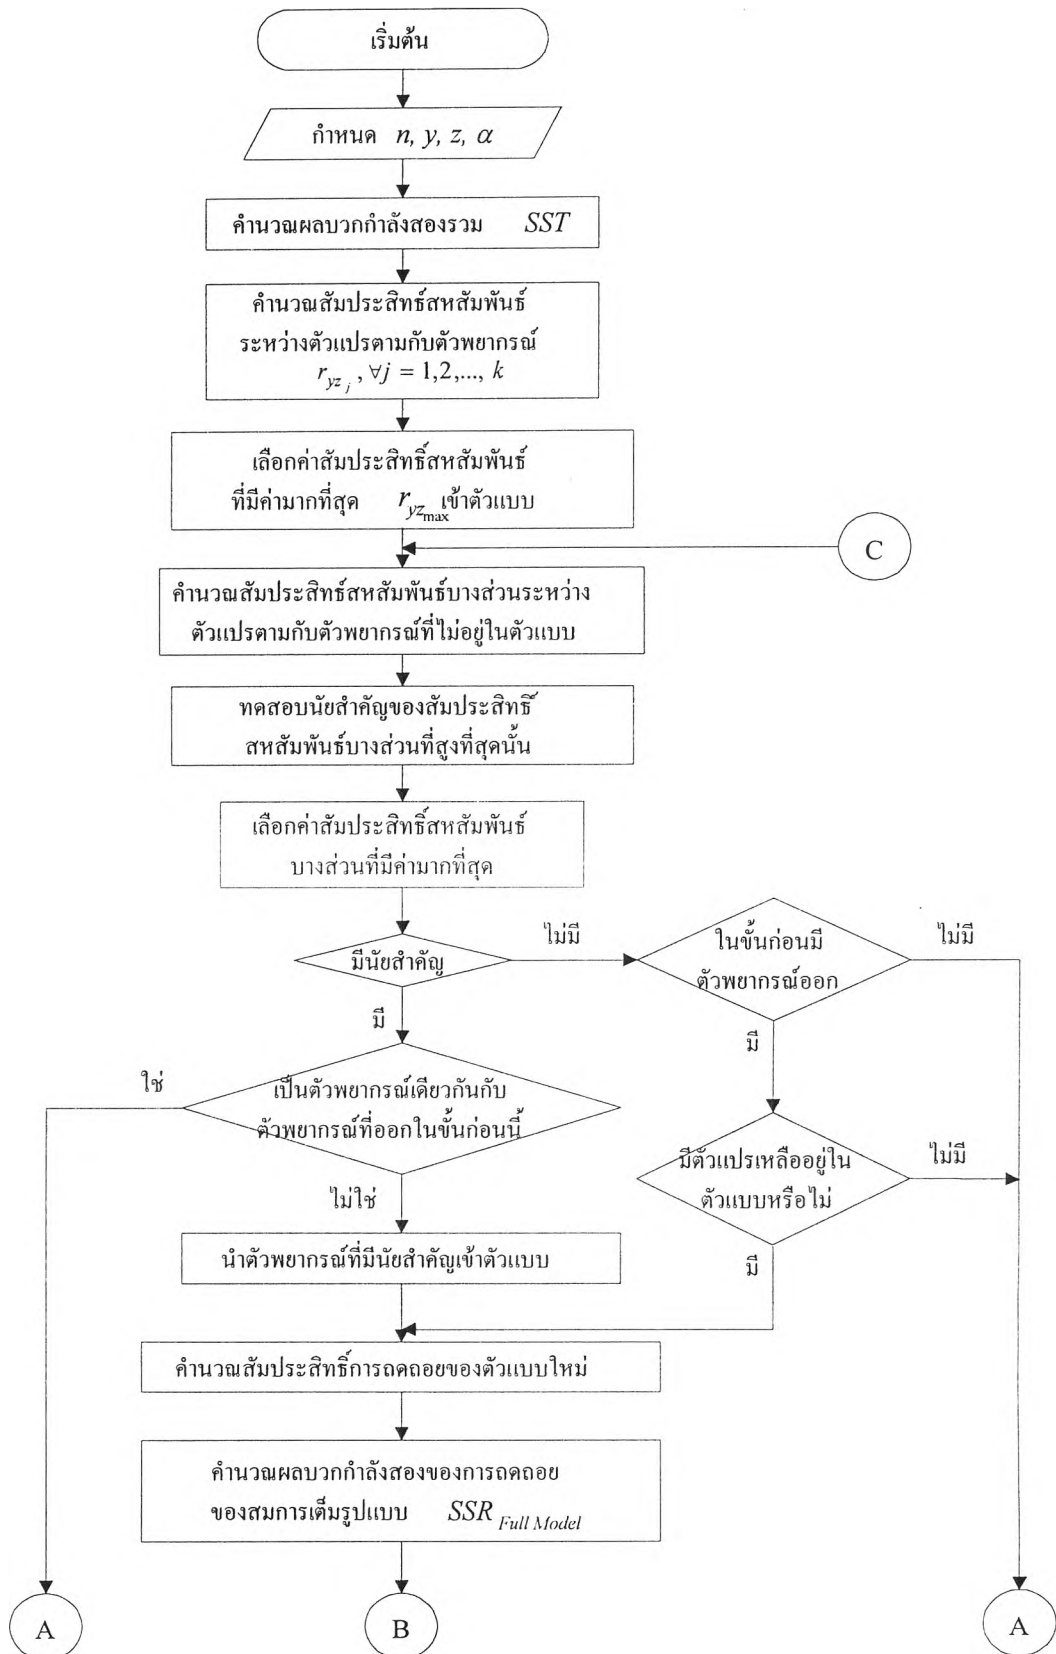 เริ่มต้น
กำหนด n, y, z, α
คำนวณผลบวกกำลังสองรวม SST
คำนวณสัมประสิทธิ์สหสัมพันธ์
ระหว่างตัวแปรตามกับตัวพยากรณ์
r_{yz_j}, ∀j = 1,2,..., k
เลือกค่าสัมประสิทธิ์สหสัมพันธ์
ที่มีค่ามากที่สุด r_{yz_{max}} เข้าตัวแบบ
C
คำนวณสัมประสิทธ์สหสัมพันธ์บางส่วนระหว่าง
ตัวแปรตามกับตัวพยากรณ์ที่ไม่อยู่ในตัวแบบ
ทดสอบนัยสำคัญของสัมประสิทธิ์
สหสัมพันธ์บางส่วนที่สูงที่สุดนั้น
เลือกค่าสัมประสิทธิ์สหสัมพันธ์
บางส่วนที่มีค่ามากที่สุด
มีนัยสำคัญ
ไม่มี
ในขั้นก่อนมี
ตัวพยากรณ์ออก
ไม่มี
มี
มี
ใช่
เป็นตัวพยากรณ์เดียวกันกับ
ตัวพยากรณ์ที่ออกในขั้นก่อนนี้
มีตัวแปรเหลืออยู่ใน
ตัวแบบหรือไม่
ไม่มี
ไม่ใช่
นำตัวพยากรณ์ที่มีนัยสำคัญเข้าตัวแบบ
มี
คำนวณสัมประสิทธิ์การถดถอยของตัวแบบใหม่
คำนวณผลบวกกำลังสองของการถดถอย
ของสมการเต็มรูปแบบ SSR_{Full Model}
A
B
A